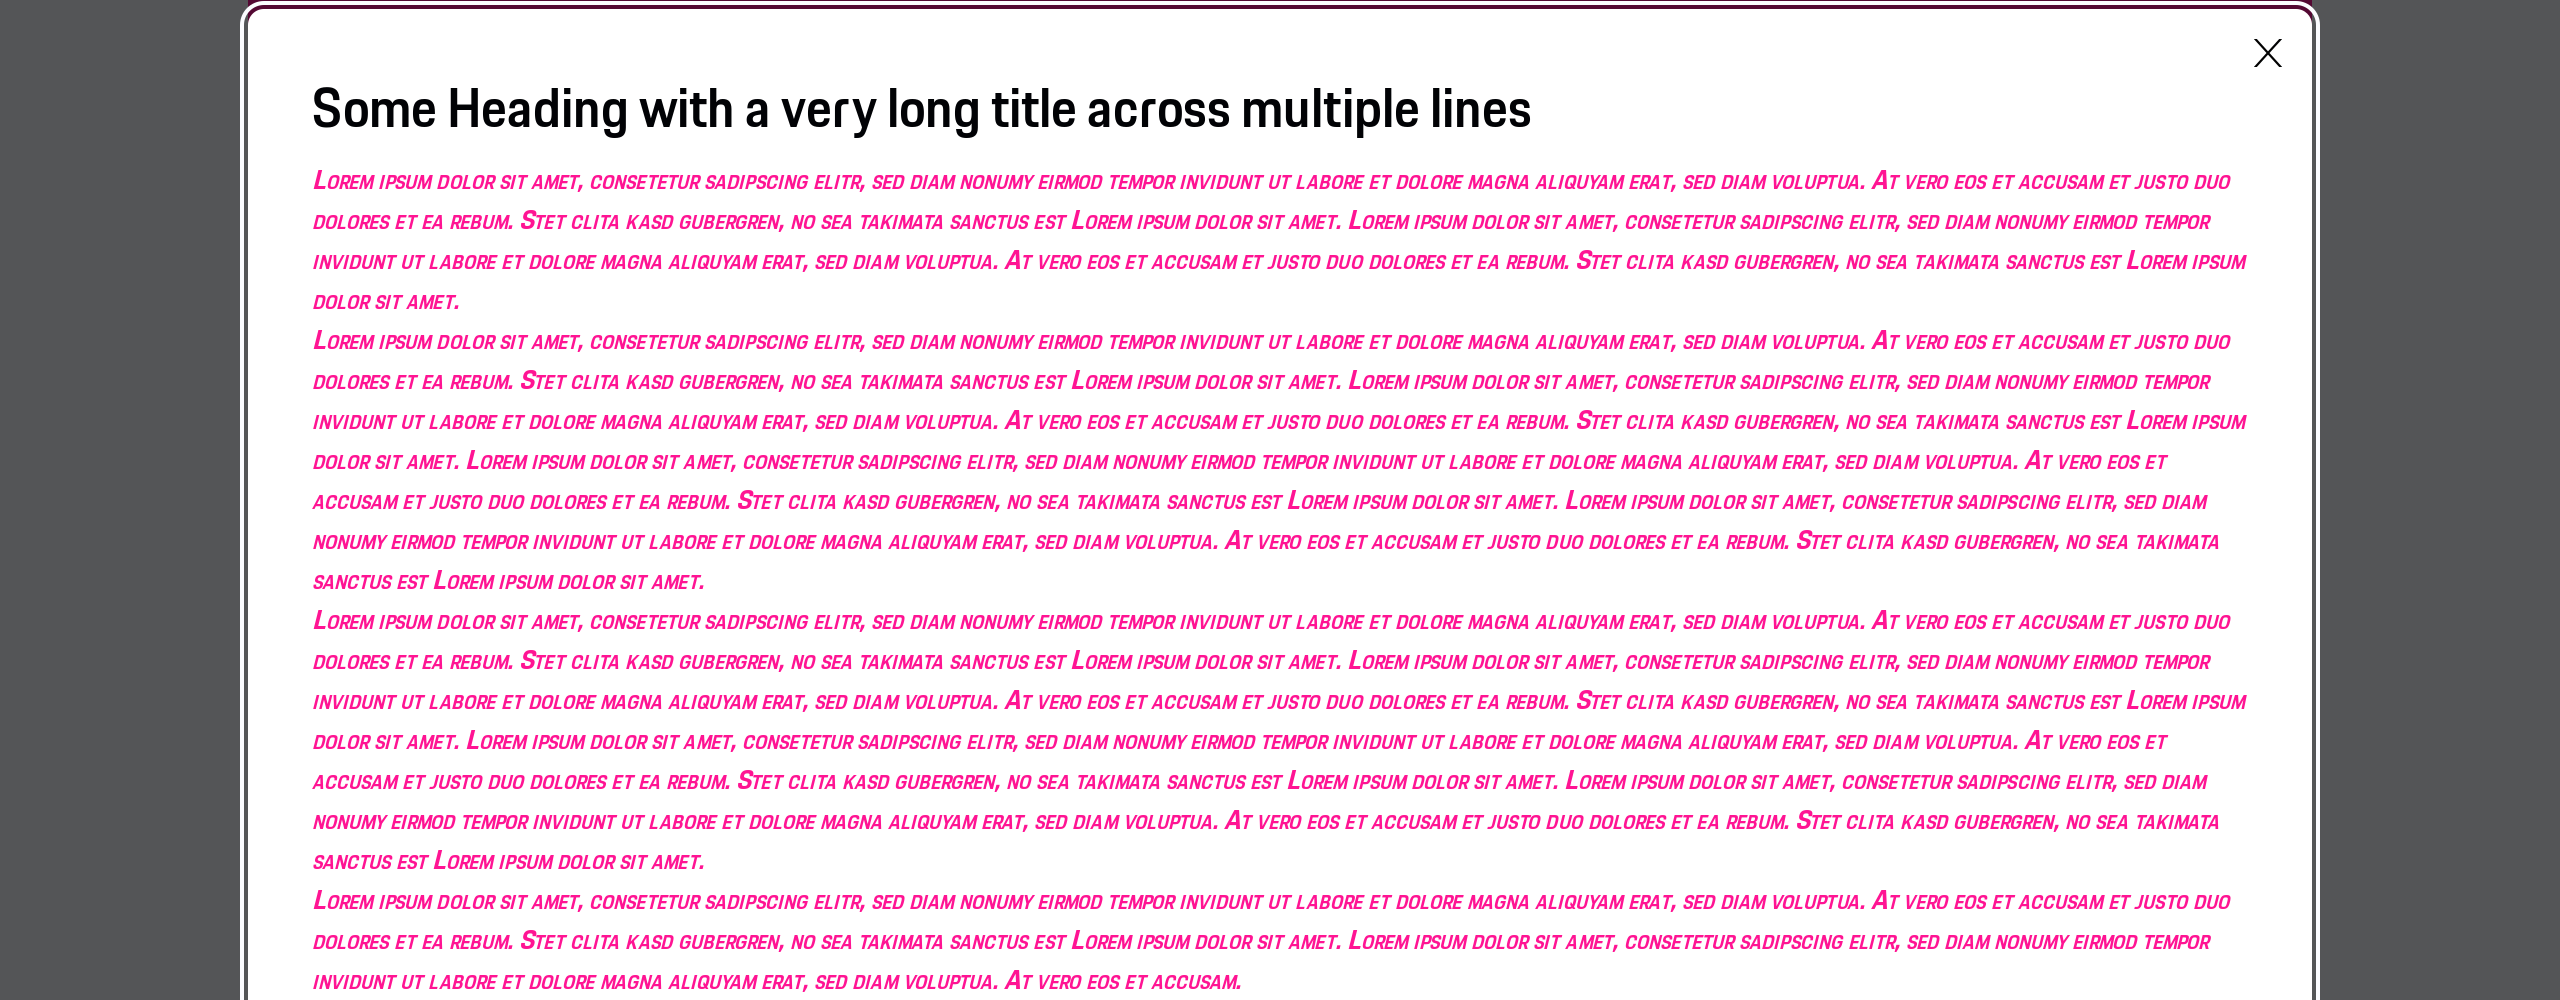 Some Heading with a very long title across multiple lines
Lorem ipsum dolor sit amet, consetetur sadipscing elitr, sed diam nonumy eirmod tempor invidunt ut labore et dolore magna aliquyam erat, sed diam voluptua. At vero eos et accusam et justo duo
dolores et ea rebum. Stet clita kasd gubergren, no sea takimata sanctus est Lorem ipsum dolor sit amet. Lorem ipsum dolor sit amet, consetetur sadipscing elitr, sed diam nonumy eirmod tempor
invidunt ut labore et dolore magna aliquyam erat, sed diam voluptua. At vero eos et accusam et justo duo dolores et ea rebum. Stet clita kasd gubergren, no sea takimata sanctus est Lorem ipsum
dolor sit amet.
Lorem ipsum dolor sit amet, consetetur sadipscing elitr, sed diam nonumy eirmod tempor invidunt ut labore et dolore magna aliquyam erat, sed diam voluptua. At vero eos et accusam et justo duo
dolores et ea rebum. Stet clita kasd gubergren, no sea takimata sanctus est Lorem ipsum dolor sit amet. Lorem ipsum dolor sit amet, consetetur sadipscing elitr, sed diam nonumy eirmod tempor
invidunt ut labore et dolore magna aliquyam erat, sed diam voluptua. At vero eos et accusam et justo duo dolores et ea rebum. Stet clita kasd gubergren, no sea takimata sanctus est Lorem ipsum
dolor sit amet. Lorem ipsum dolor sit amet, consetetur sadipscing elitr, sed diam nonumy eirmod tempor invidunt ut labore et dolore magna aliquyam erat, sed diam voluptua. At vero eos et
accusam et justo duo dolores et ea rebum. Stet clita kasd gubergren, no sea takimata sanctus est Lorem ipsum dolor sit amet. Lorem ipsum dolor sit amet, consetetur sadipscing elitr, sed diam
nonumy eirmod tempor invidunt ut labore et dolore magna aliquyam erat, sed diam voluptua. At vero eos et accusam et justo duo dolores et ea rebum. Stet clita kasd gubergren, no sea takimata
sanctus est Lorem ipsum dolor sit amet.
Lorem ipsum dolor sit amet, consetetur sadipscing elitr, sed diam nonumy eirmod tempor invidunt ut labore et dolore magna aliquyam erat, sed diam voluptua. At vero eos et accusam et justo duo
dolores et ea rebum. Stet clita kasd gubergren, no sea takimata sanctus est Lorem ipsum dolor sit amet. Lorem ipsum dolor sit amet, consetetur sadipscing elitr, sed diam nonumy eirmod tempor
invidunt ut labore et dolore magna aliquyam erat, sed diam voluptua. At vero eos et accusam et justo duo dolores et ea rebum. Stet clita kasd gubergren, no sea takimata sanctus est Lorem ipsum
dolor sit amet. Lorem ipsum dolor sit amet, consetetur sadipscing elitr, sed diam nonumy eirmod tempor invidunt ut labore et dolore magna aliquyam erat, sed diam voluptua. At vero eos et
accusam et justo duo dolores et ea rebum. Stet clita kasd gubergren, no sea takimata sanctus est Lorem ipsum dolor sit amet. Lorem ipsum dolor sit amet, consetetur sadipscing elitr, sed diam
nonumy eirmod tempor invidunt ut labore et dolore magna aliquyam erat, sed diam voluptua. At vero eos et accusam et justo duo dolores et ea rebum. Stet clita kasd gubergren, no sea takimata
sanctus est Lorem ipsum dolor sit amet.
Lorem ipsum dolor sit amet, consetetur sadipscing elitr, sed diam nonumy eirmod tempor invidunt ut labore et dolore magna aliquyam erat, sed diam voluptua. At vero eos et accusam et justo duo
dolores et ea rebum. Stet clita kasd gubergren, no sea takimata sanctus est Lorem ipsum dolor sit amet. Lorem ipsum dolor sit amet, consetetur sadipscing elitr, sed diam nonumy eirmod tempor
invidunt ut labore et dolore magna aliquyam erat, sed diam voluptua. At vero eos et accusam.